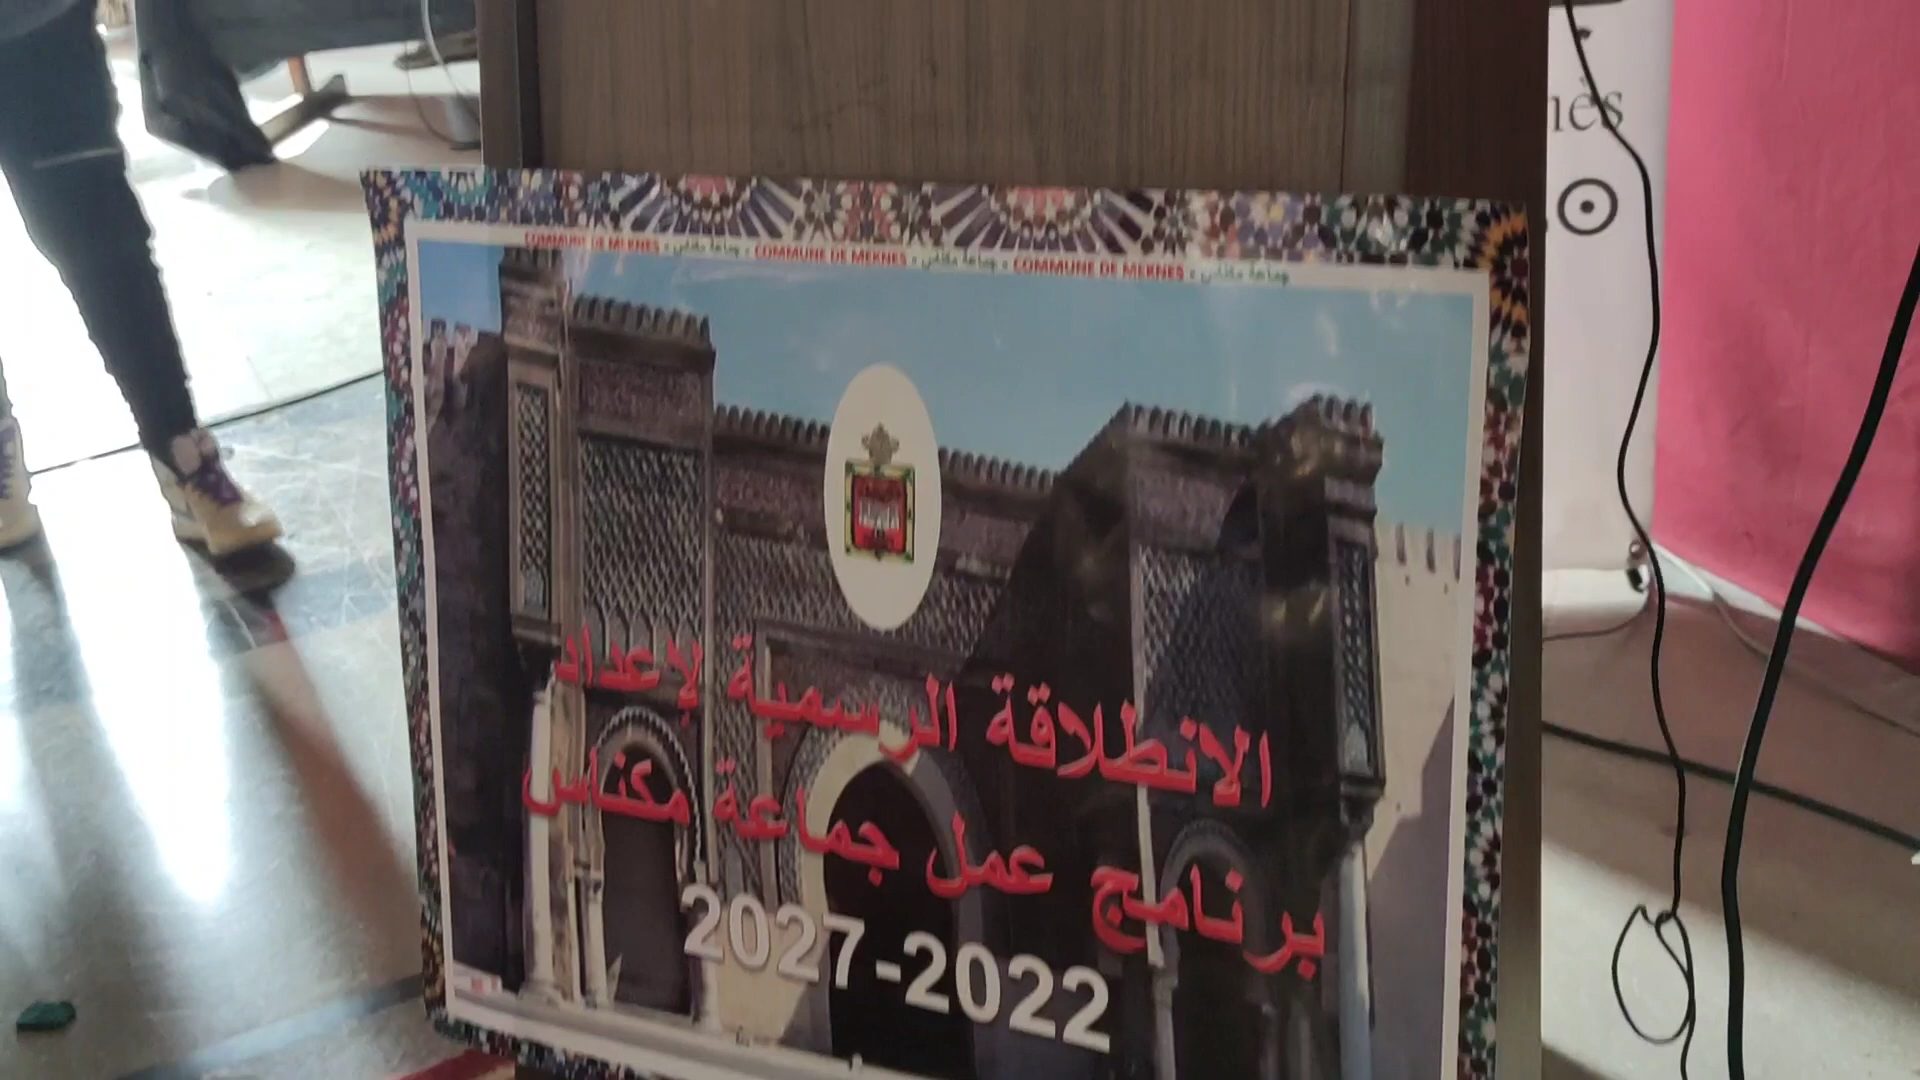 COMMUNE DE MEKNES - جماعة مكناس - COMMUNE DE MEKNES - جماعة مكناس - COMMUNE DE MEKNES - جماعة مكناس
الانطلاقة الرسمية لإعداد
برنامج عمل جماعة مكناس
2027-2022